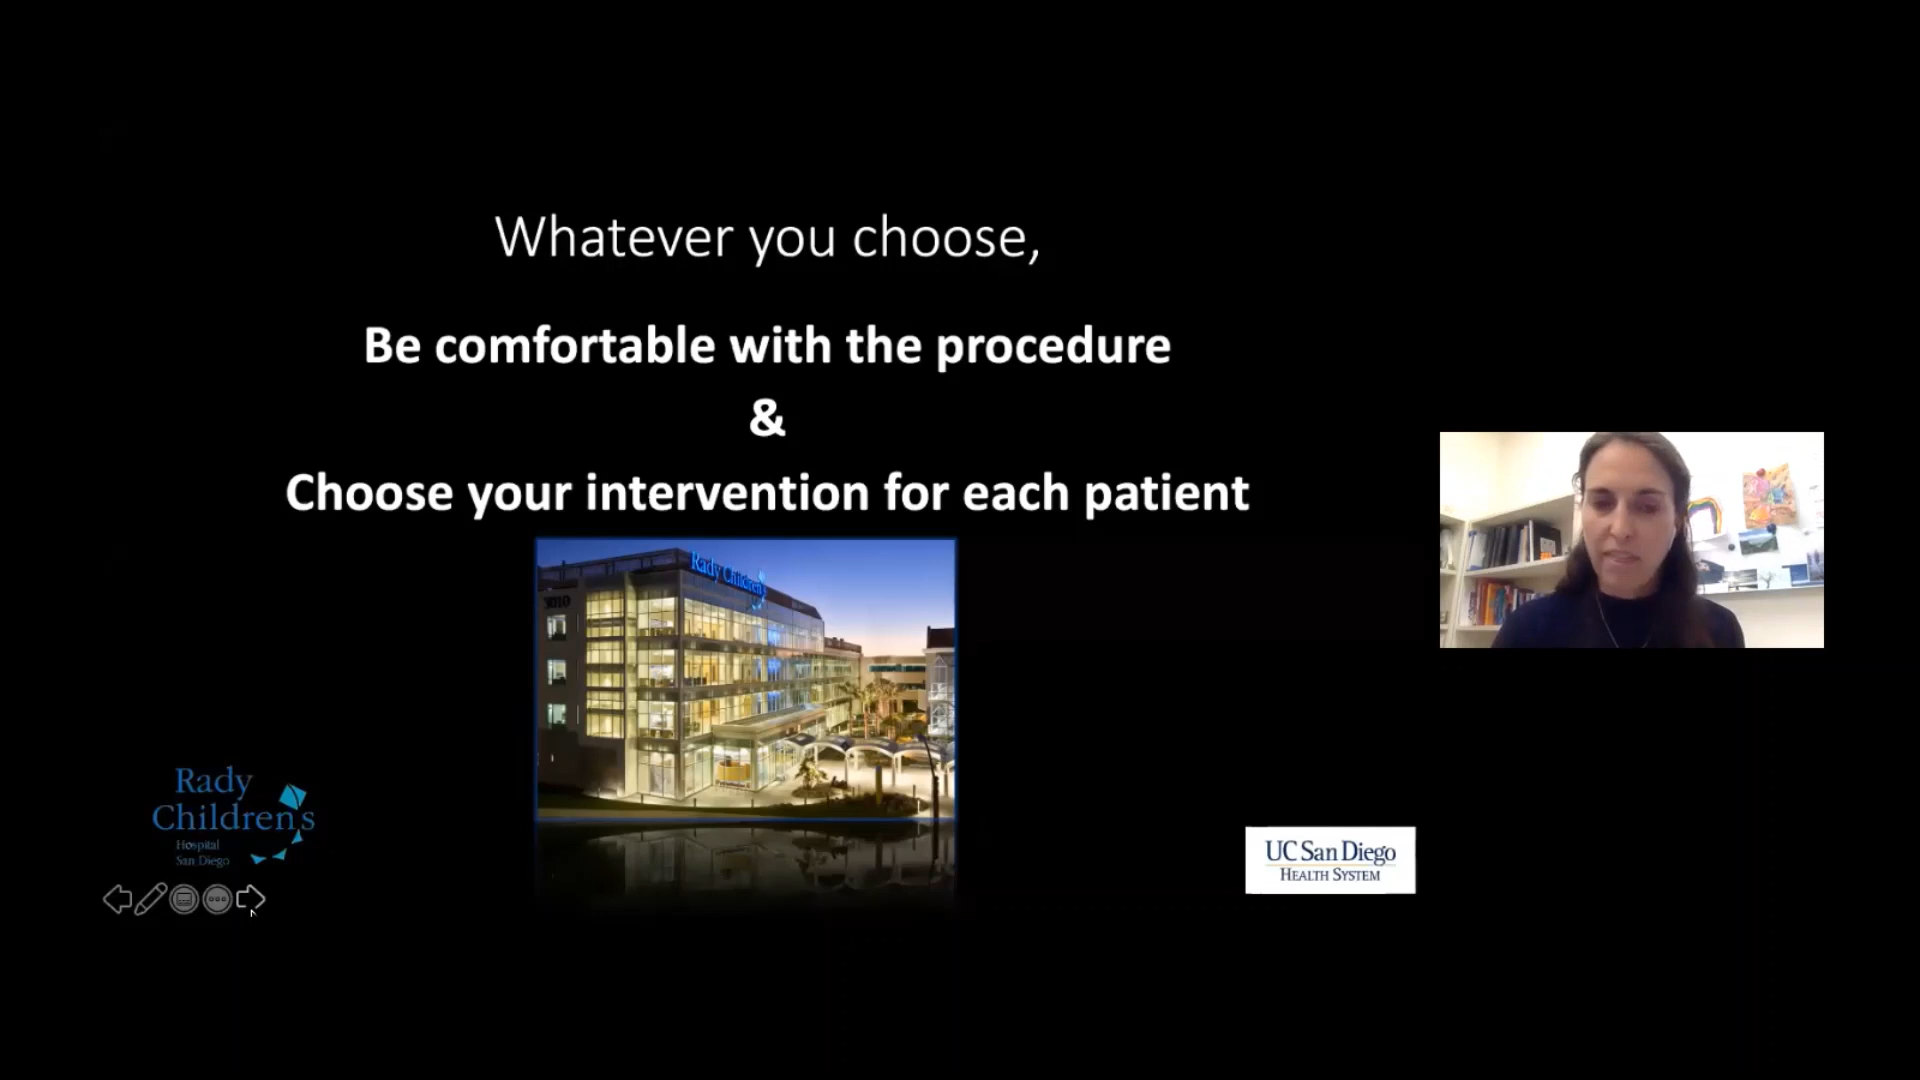 Whatever you choose,
Be comfortable with the procedure
&
Choose your intervention for each patient
Rady Children's
3010
Rady
Children's
Hospital
San Diego
UC San Diego
HEALTH SYSTEM